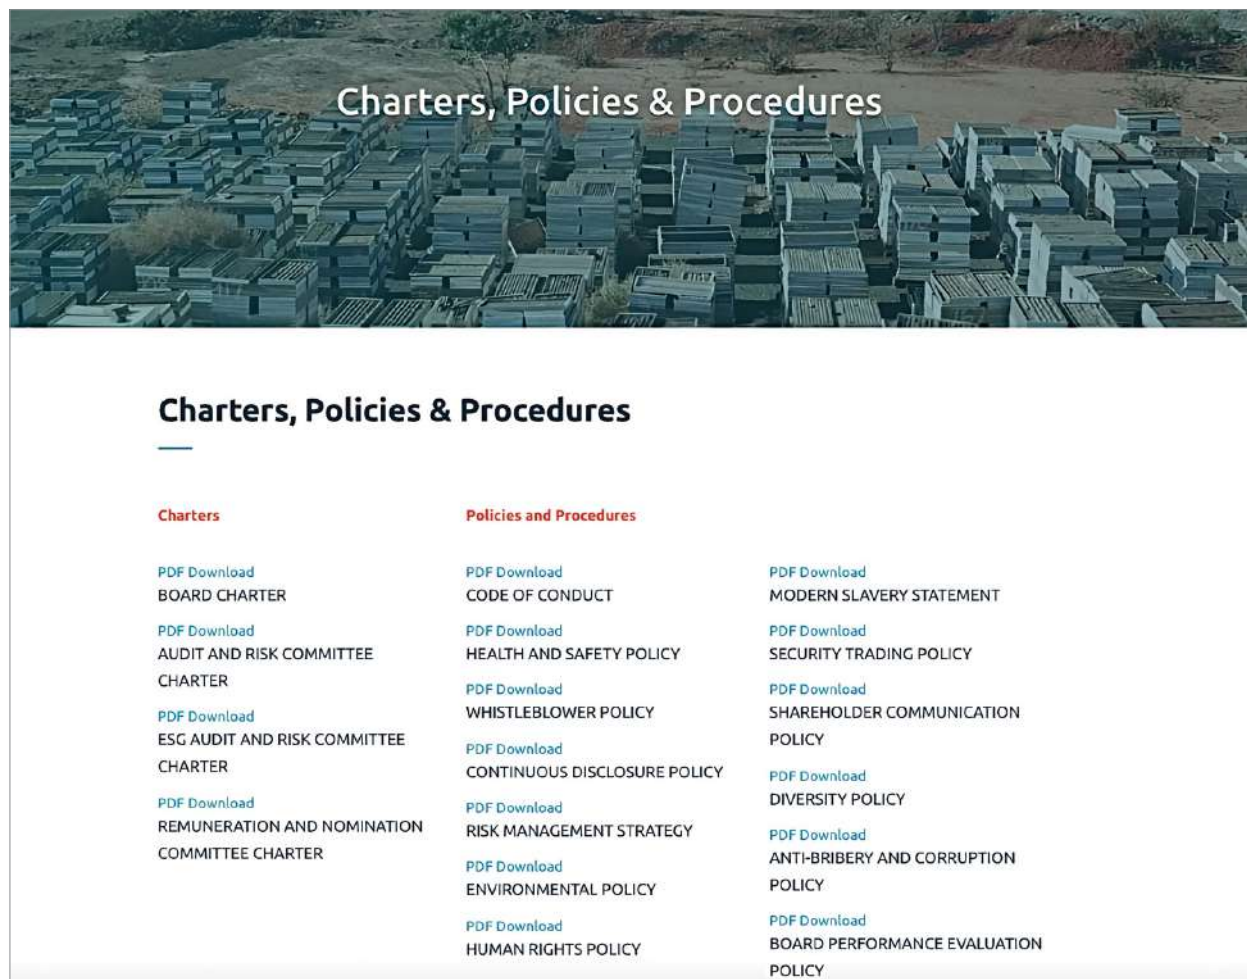 Charters, Policies & Procedures
Charters, Policies & Procedures
Charters
PDF Download
BOARD CHARTER
PDF Download
AUDIT AND RISK COMMITTEE
CHARTER
PDF Download
ESG AUDIT AND RISK COMMITTEE
CHARTER
PDF Download
REMUNERATION AND NOMINATION
COMMITTEE CHARTER
Policies and Procedures
PDF Download
CODE OF CONDUCT
PDF Download
HEALTH AND SAFETY POLICY
PDF Download
WHISTLEBLOWER POLICY
PDF Download
CONTINUOUS DISCLOSURE POLICY
PDF Download
RISK MANAGEMENT STRATEGY
PDF Download
ENVIRONMENTAL POLICY
PDF Download
HUMAN RIGHTS POLICY
PDF Download
MODERN SLAVERY STATEMENT
PDF Download
SECURITY TRADING POLICY
PDF Download
SHAREHOLDER COMMUNICATION
POLICY
PDF Download
DIVERSITY POLICY
PDF Download
ANTI-BRIBERY AND CORRUPTION
POLICY
PDF Download
BOARD PERFORMANCE EVALUATION
POLICY